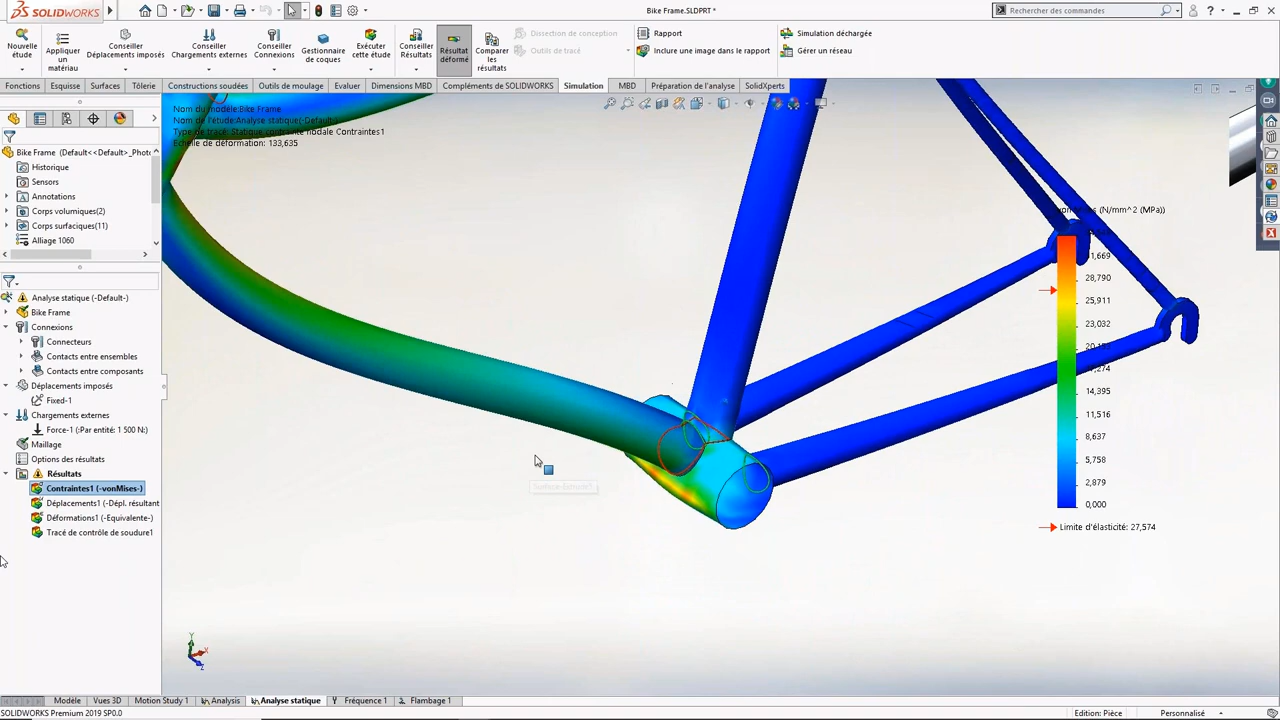 SOLIDWORKS
Bike Frame.SLDPRT *
Rechercher des commandes
Nouvelle étude
Appliquer un matériau
Conseiller Déplacements imposés
Conseiller Chargements externes
Conseiller Connexions
Gestionnaire de coques
Exécuter cette étude
Conseiller Résultats
Résultat déformé
Comparer les résultats
Dissection de conception
Outils de tracé
Rapport
Inclure une image dans le rapport
Simulation déchargée
Gérer un réseau
Fonctions
Esquisse
Surfaces
Tôlerie
Constructions soudées
Outils de moulage
Evaluer
Dimensions MBD
Compléments de SOLIDWORKS
Simulation
MBD
Préparation de l'analyse
SolidXperts
Nom du modèle:Bike Frame
Nom de l'étude:Analyse statique(-Default-)
Type de tracé: Statique contrainte nodale Contraintes1
Echelle de déformation: 133,635
Bike Frame (Default<<Default>_Phot
Historique
Sensors
Annotations
Corps volumiques(2)
Corps surfaciques(11)
Alliage 1060
Analyse statique (-Default-)
Bike Frame
Connexions
Connecteurs
Contacts entre ensembles
Contacts entre composants
Déplacements imposés
Fixed-1
Chargements externes
Force-1 (:Par entité: 1 500 N:)
Maillage
Options des résultats
Résultats
Contraintes1 (-vonMises-)
Déplacements1 (-Dépl. résultant
Déformations1 (-Equivalente-)
Tracé de contrôle de soudure1
(N/mm^2 (MPa))
28,790
25,911
23,032
14,395
11,516
8,637
5,758
2,879
0,000
Limite d'élasticité: 27,574
Y
X
Z
Modèle
Vues 3D
Motion Study 1
Analysis
Analyse statique
Fréquence 1
Flambage 1
SOLIDWORKS Premium 2019 SP0.0
Edition: Pièce
Personnalisé